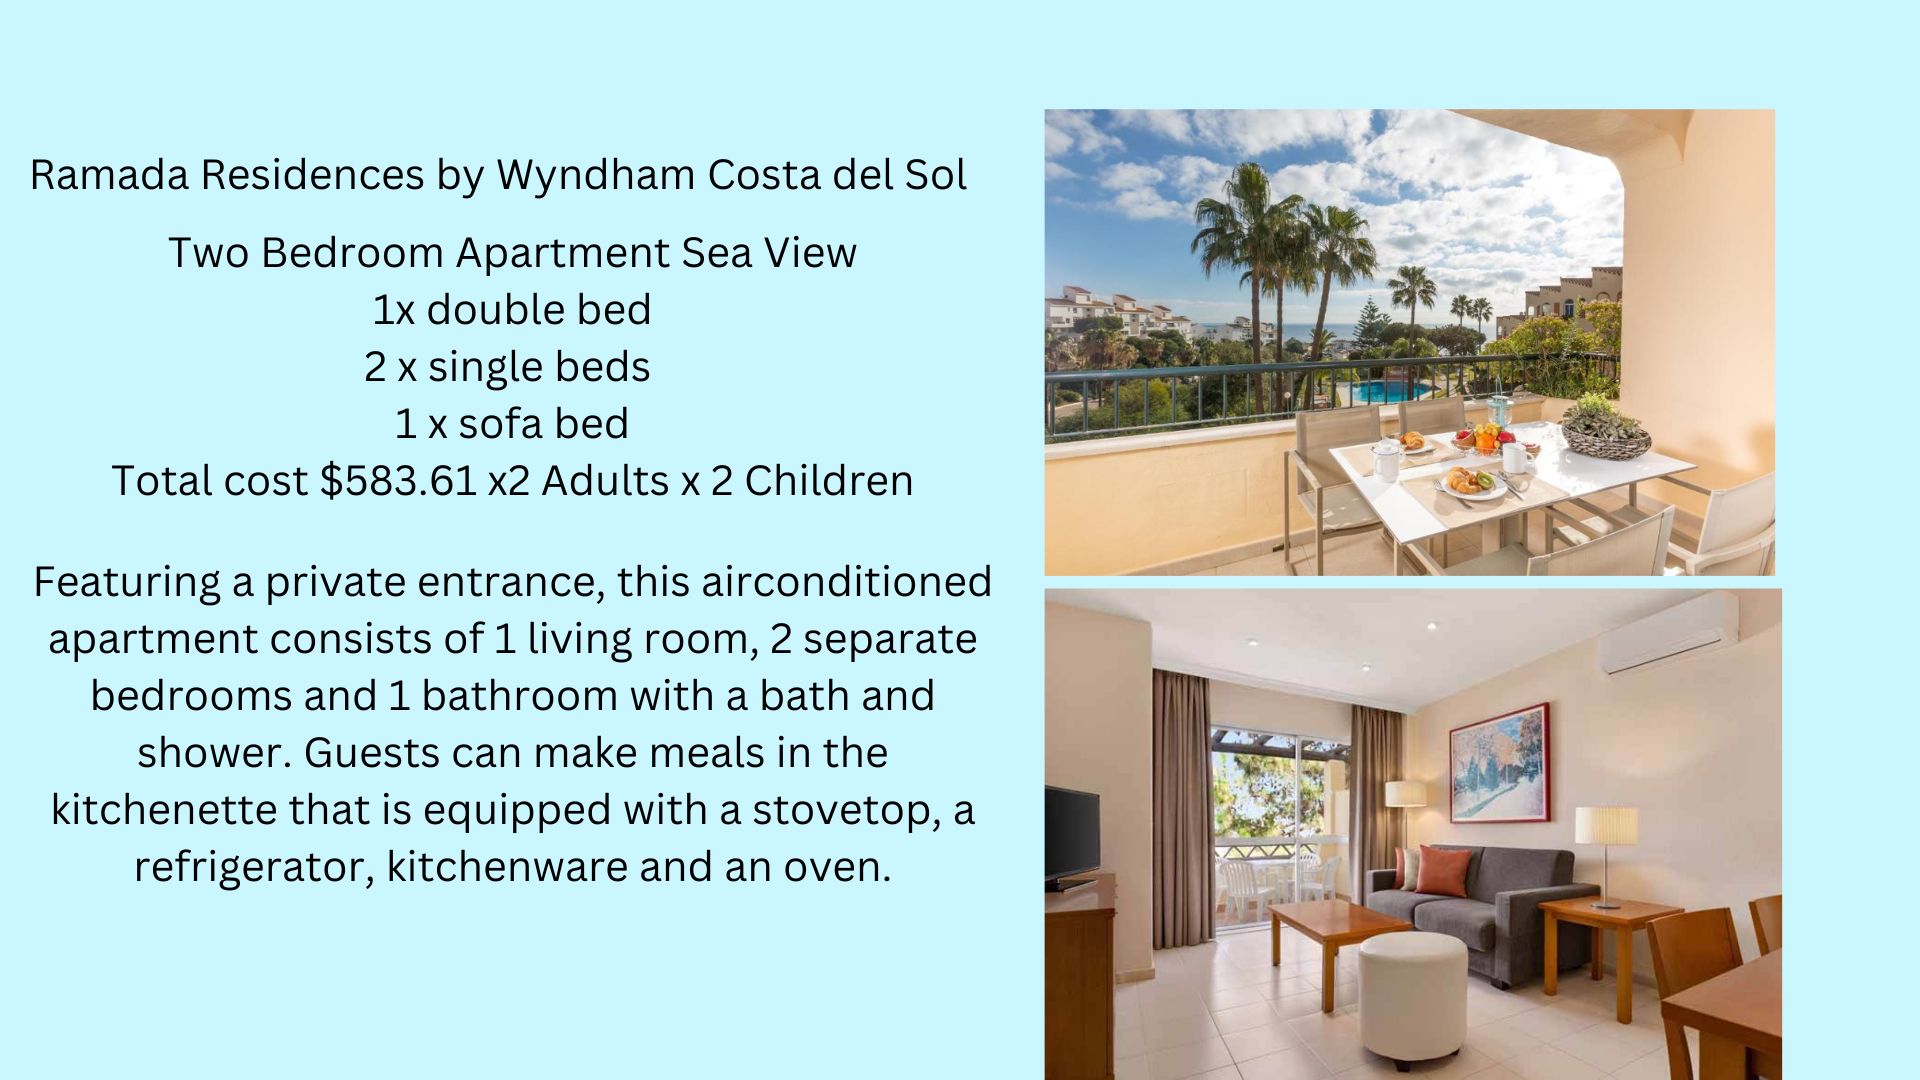 Ramada Residences by Wyndham Costa del Sol
Two Bedroom Apartment Sea View
1x double bed
2 x single beds
1 x sofa bed
Total cost $583.61 x2 Adults x 2 Children
Featuring a private entrance, this airconditioned
apartment consists of 1 living room, 2 separate
bedrooms and 1 bathroom with a bath and
shower. Guests can make meals in the
kitchenette that is equipped with a stovetop, a
refrigerator, kitchenware and an oven.